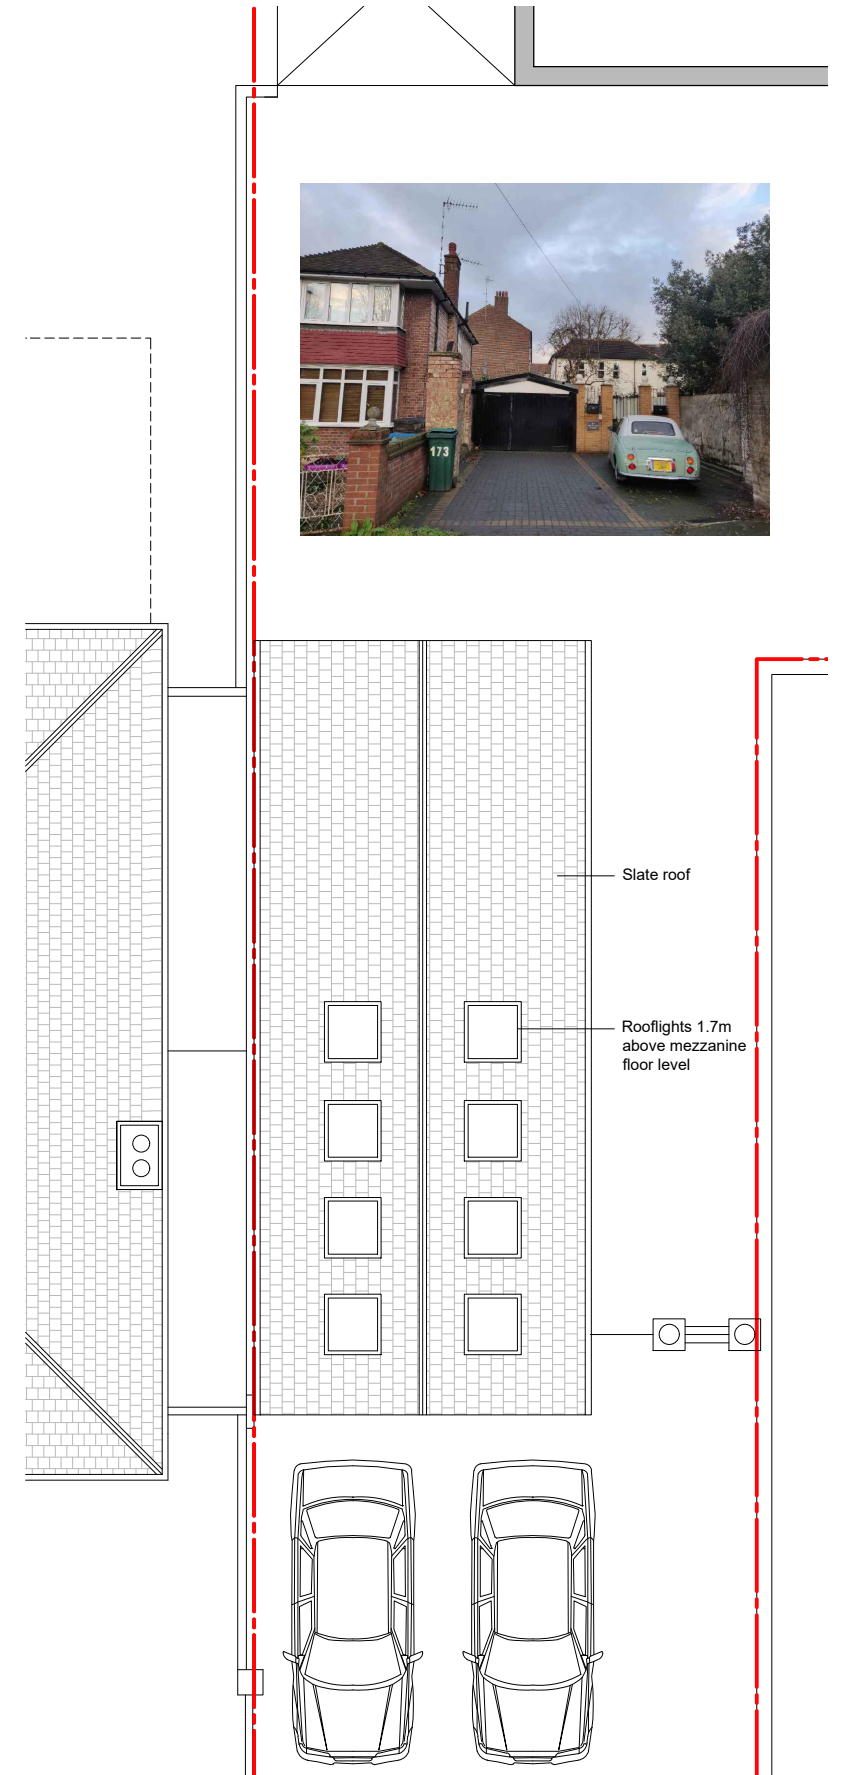 173
Slate roof
Rooflights 1.7m
above mezzanine
floor level